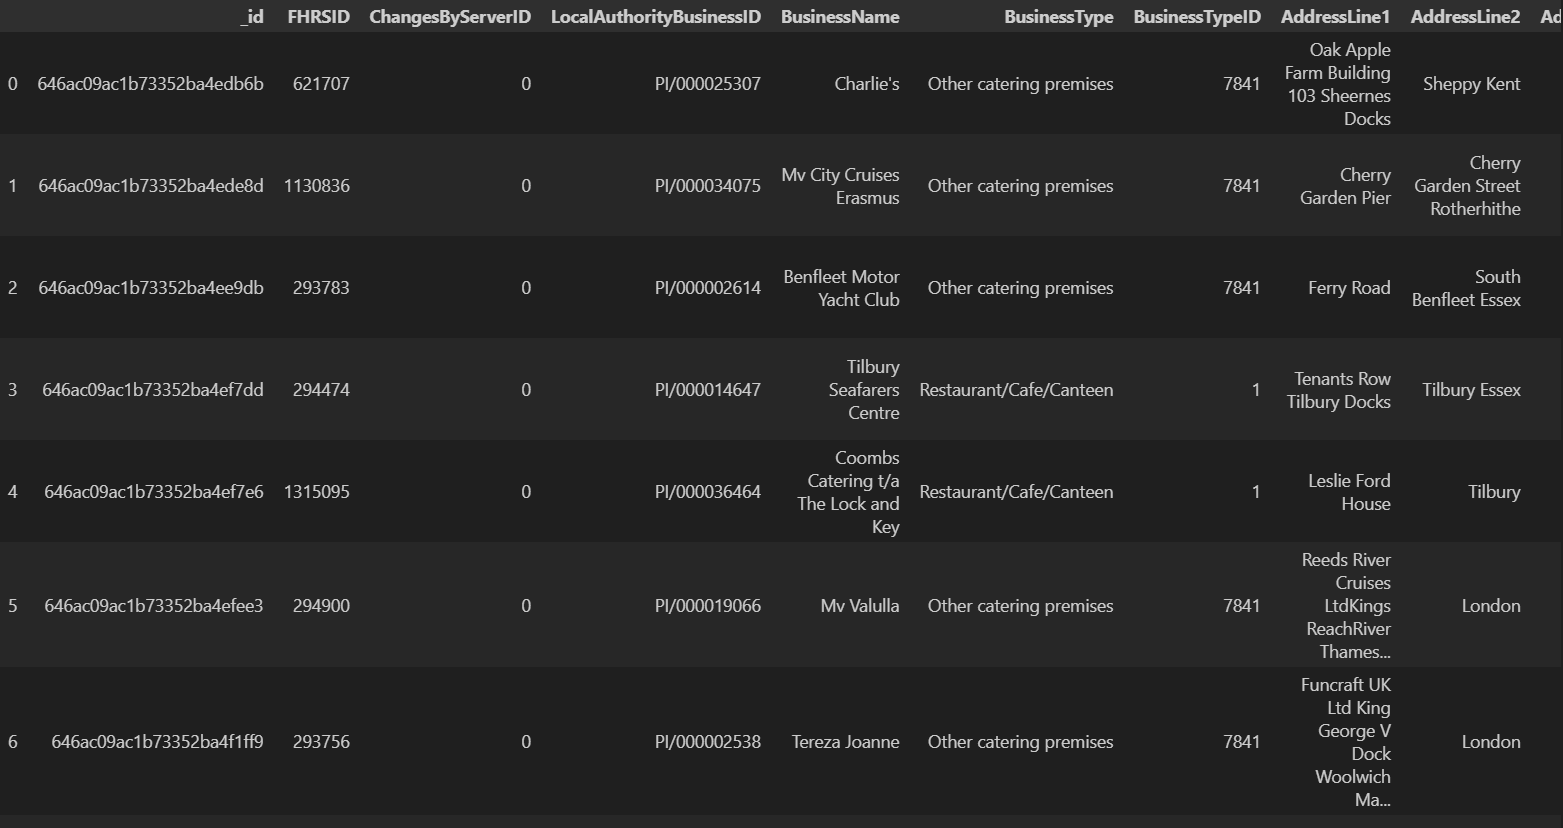 _id FHRSID ChangesByServerID LocalAuthorityBusinessID BusinessName BusinessType BusinessTypeID AddressLine1 AddressLine2 Ad
0 646ac09ac1b73352ba4edb6b 621707 0 PI/000025307 Charlie's Other catering premises 7841 Oak Apple Farm Building 103 Sheernes Docks Sheppy Kent
1 646ac09ac1b73352ba4ede8d 1130836 0 PI/000034075 Mv City Cruises Erasmus Other catering premises 7841 Cherry Garden Pier Cherry Garden Street Rotherhithe
2 646ac09ac1b73352ba4ee9db 293783 0 PI/000002614 Benfleet Motor Yacht Club Other catering premises 7841 Ferry Road South Benfleet Essex
3 646ac09ac1b73352ba4ef7dd 294474 0 PI/000014647 Tilbury Seafarers Centre Restaurant/Cafe/Canteen 1 Tenants Row Tilbury Docks Tilbury Essex
4 646ac09ac1b73352ba4ef7e6 1315095 0 PI/000036464 Coombs Catering t/a The Lock and Key Restaurant/Cafe/Canteen 1 Leslie Ford House Tilbury
5 646ac09ac1b73352ba4efee3 294900 0 PI/000019066 Mv Valulla Other catering premises 7841 Reeds River Cruises LtdKings ReachRiver Thames... London
6 646ac09ac1b73352ba4f1ff9 293756 0 PI/000002538 Tereza Joanne Other catering premises 7841 Funcraft UK Ltd King George V Dock Woolwich Ma... London